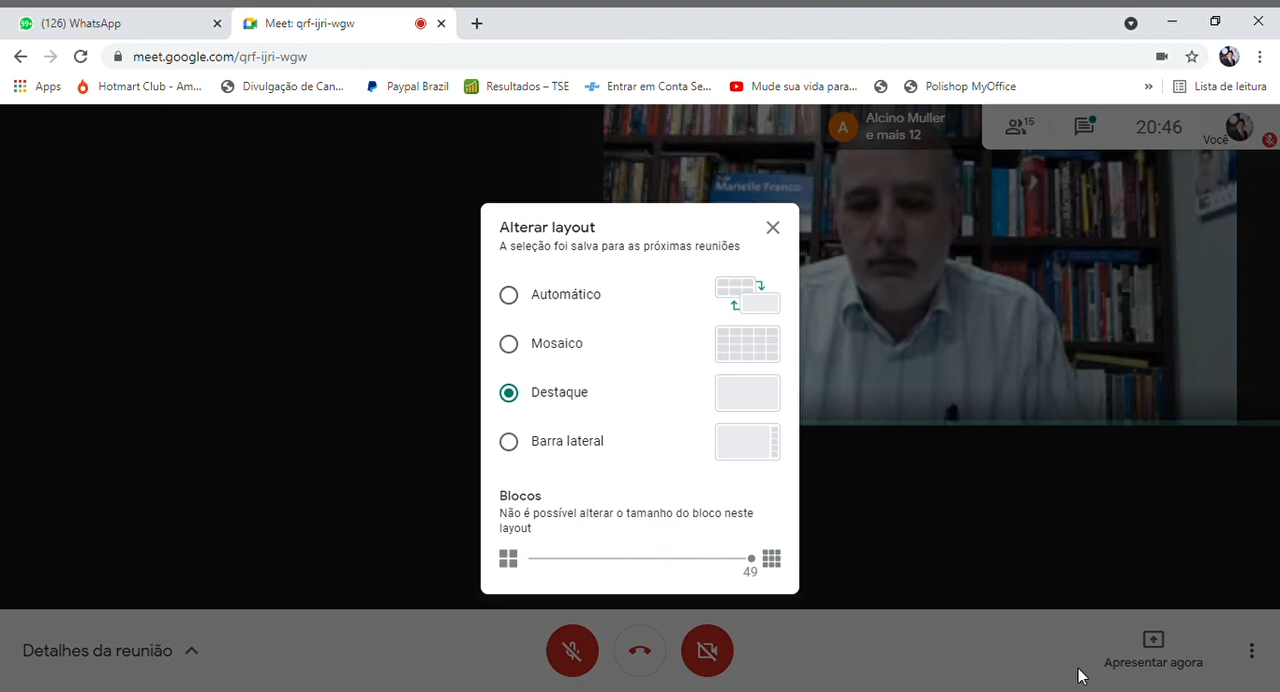 99+ (126) WhatsApp
Meet: qrf-ijri-wgw
meet.google.com/qrf-ijri-wgw
Apps
Hotmart Club - Am...
Divulgação de Can...
Paypal Brazil
Resultados – TSE
Entrar em Conta Se...
Mude sua vida para...
Polishop MyOffice
»
Lista de leitura
A
Alcino Muller
e mais 12
15
20:46
Você
Marielle Franco
Alterar layout
A seleção foi salva para as próximas reuniões
Automático
Mosaico
Destaque
Barra lateral
Blocos
Não é possível alterar o tamanho do bloco neste
layout
49
Detalhes da reunião
Apresentar agora